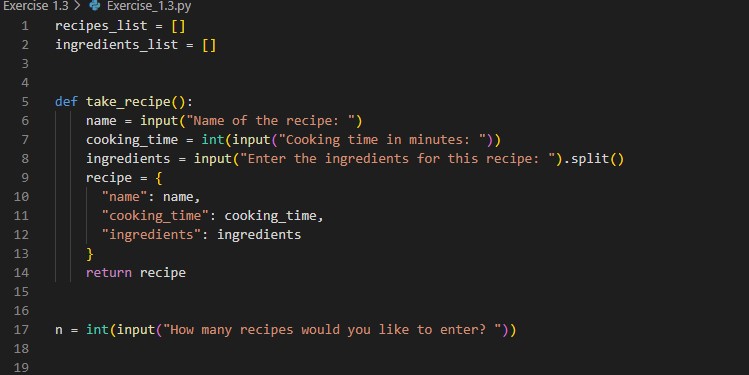 Exercise 1.3 > Exercise_1.3.py
1 recipes_list = []
2 ingredients_list = []
3
4
5 def take_recipe():
6 name = input("Name of the recipe: ")
7 cooking_time = int(input("Cooking time in minutes: "))
8 ingredients = input("Enter the ingredients for this recipe: ").split()
9 recipe = {
10 "name": name,
11 "cooking_time": cooking_time,
12 "ingredients": ingredients
13 }
14 return recipe
15
16
17 n = int(input("How many recipes would you like to enter? "))
18
19